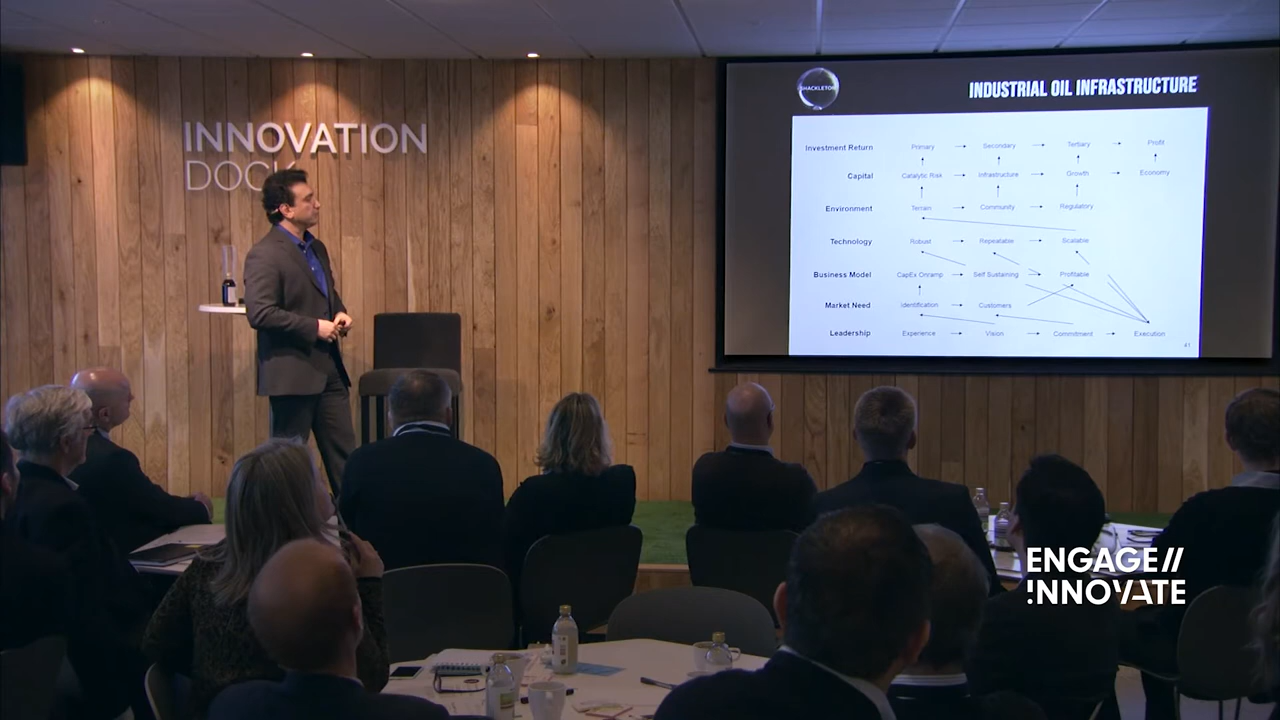 INNOVATION
DOCK
SHACKLETON
INDUSTRIAL OIL INFRASTRUCTURE
Investment Return Primary Secondary Tertiary Profit
Capital Catalytic Risk Infrastructure Growth Economy
Environment Terrain Community Regulatory
Technology Robust Repeatable Scalable
Business Model CapEx Onramp Self Sustaining Profitable
Market Need Identification Customers
Leadership Experience Vision Commitment Execution
41
ENGAGE//
!NNOVATE